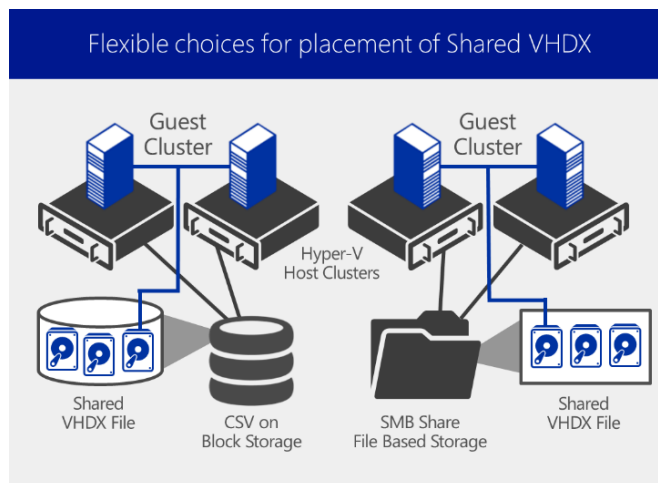 Flexible choices for placement of Shared VHDX
Guest
Cluster
Guest
Cluster
Hyper-V
Host Clusters
Shared
VHDX File
CSV on
Block Storage
SMB Share
File Based Storage
Shared
VHDX File